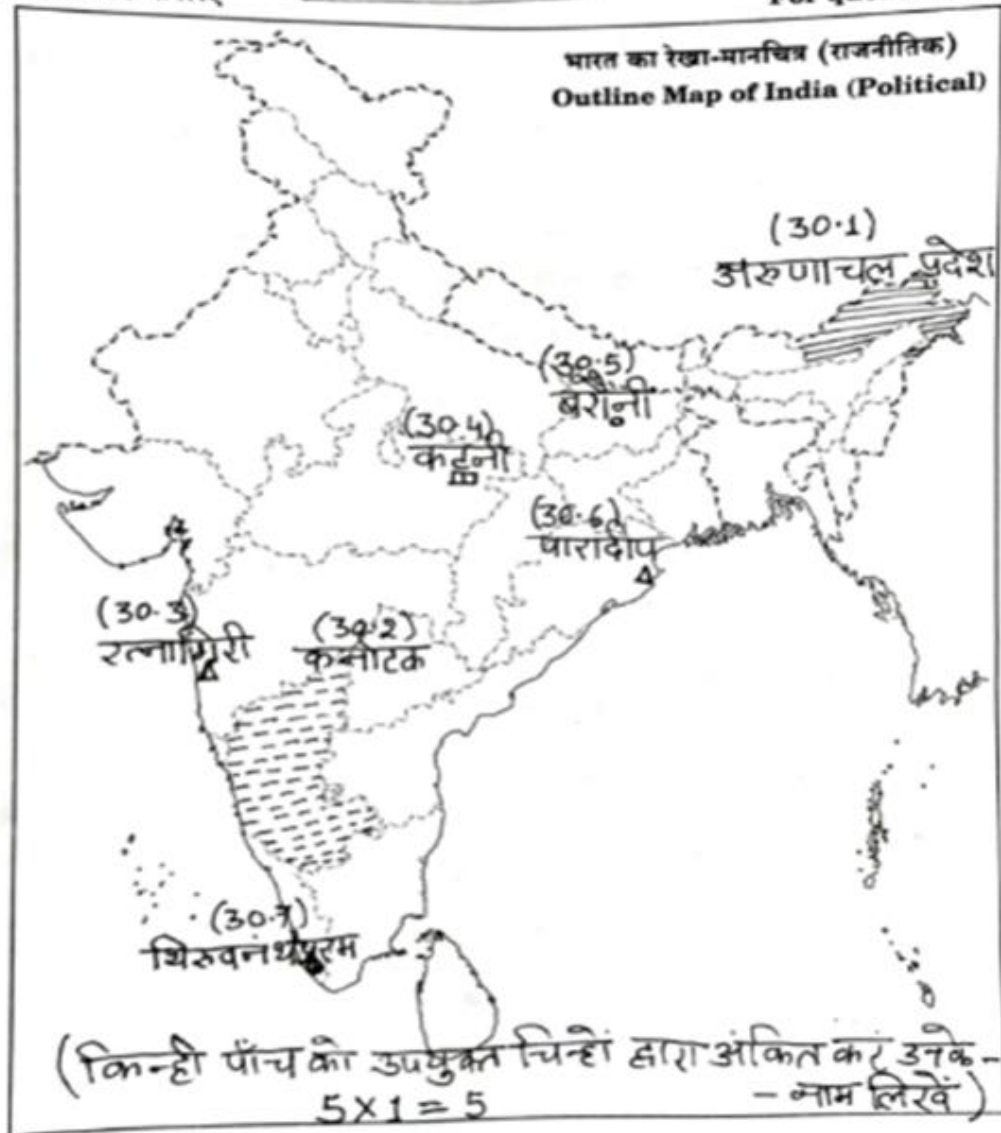 भारत का रेखा-मानचित्र (राजनीतिक)
Outline Map of India (Political)
(30.1)
अरुणाचल प्रदेश
(30.5)
बरौनी
(30.4)
कटनी
(30.6)
पारादीप
(30.3)
रत्नागिरी
(30.2)
कर्नाटक
(30.7)
थिरुवनंथपुरम
(किन्ही पाँच को उपयुक्त चिन्हों द्वारा अंकित कर उनके -
5 X 1 = 5 - नाम लिखें)